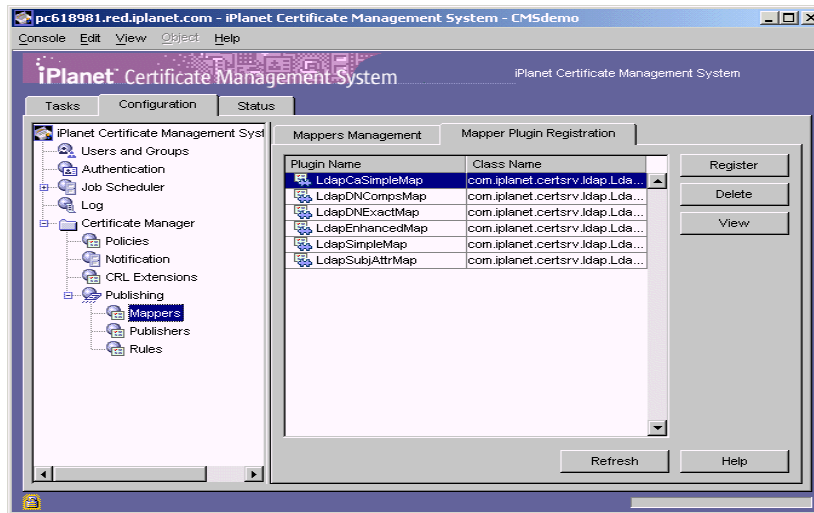 pc618981.red.iplanet.com - iPlanet Certificate Management System - CMSdemo
Console Edit View Object Help
iPlanet Certificate Management System
iPlanet Certificate Management System
Tasks Configuration Status
iPlanet Certificate Management Syst
Users and Groups
Authentication
Job Scheduler
Log
Certificate Manager
Policies
Notification
CRL Extensions
Publishing
Mappers
Publishers
Rules
Mappers Management Mapper Plugin Registration
Plugin Name Class Name
LdapCaSimpleMap com.iplanet.certsrv.ldap.Lda...
LdapDNCompsMap com.iplanet.certsrv.ldap.Lda...
LdapDNExactMap com.iplanet.certsrv.ldap.Lda...
LdapEnhancedMap com.iplanet.certsrv.ldap.Lda...
LdapSimpleMap com.iplanet.certsrv.ldap.Lda...
LdapSubjAttrMap com.iplanet.certsrv.ldap.Lda...
Register
Delete
View
Refresh Help